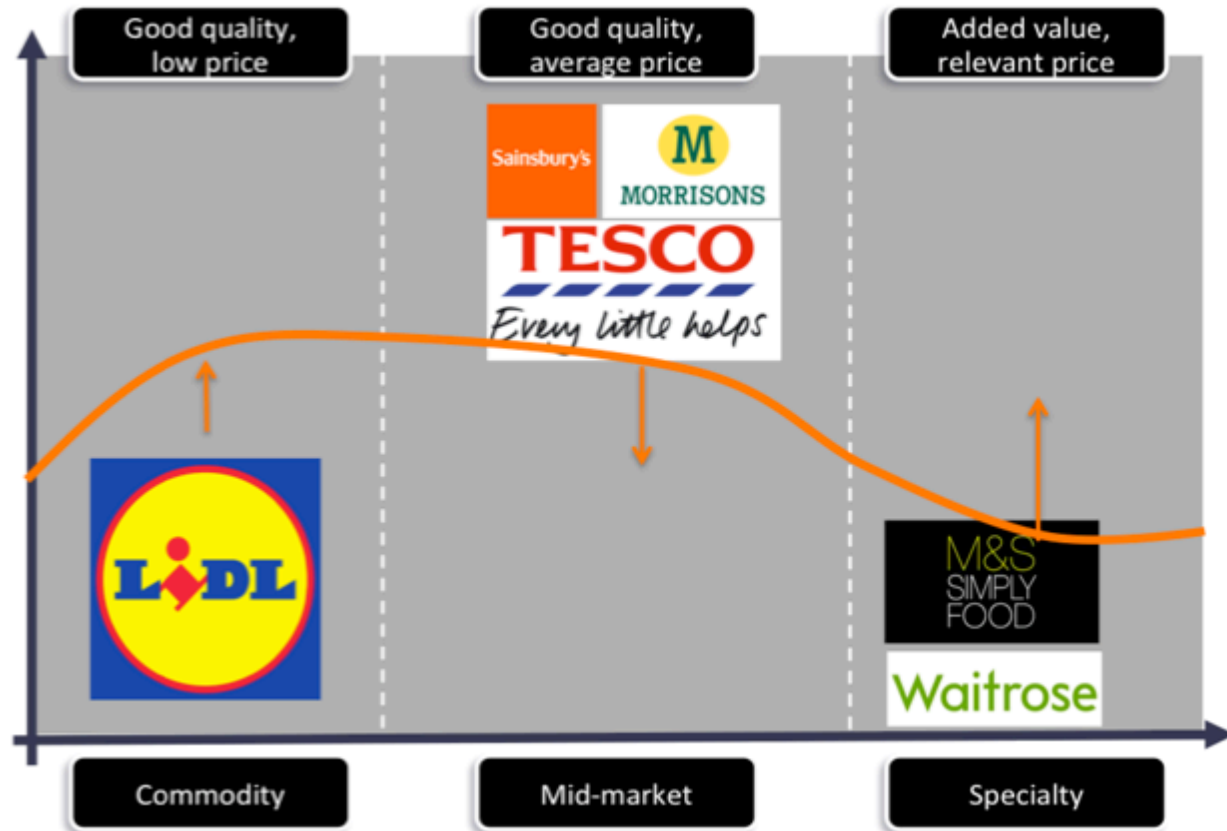 Good quality,
low price
Good quality,
average price
Added value,
relevant price
Sainsbury's
M
MORRISONS
TESCO
Every little helps
LiDL
M&S
SIMPLY
FOOD
Waitrose
Commodity
Mid-market
Specialty